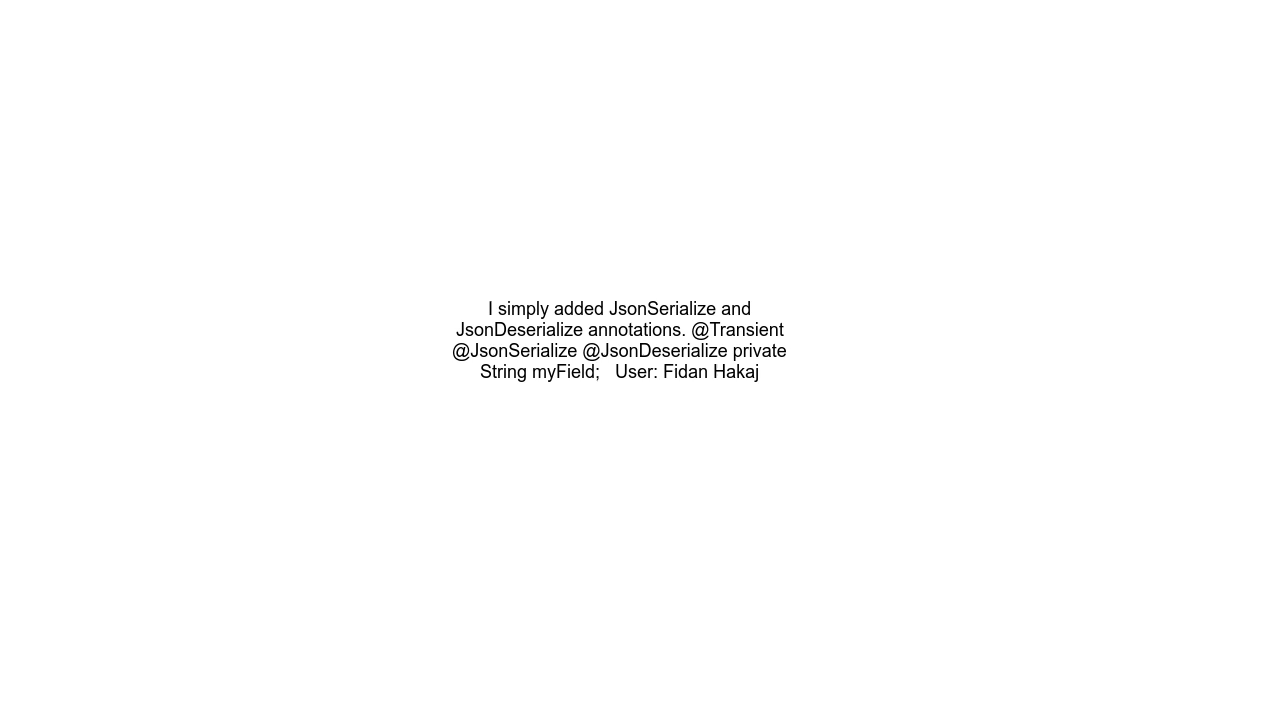 I simply added JsonSerialize and
JsonDeserialize annotations. @Transient
@JsonSerialize @JsonDeserialize private
String myField;   User: Fidan Hakaj